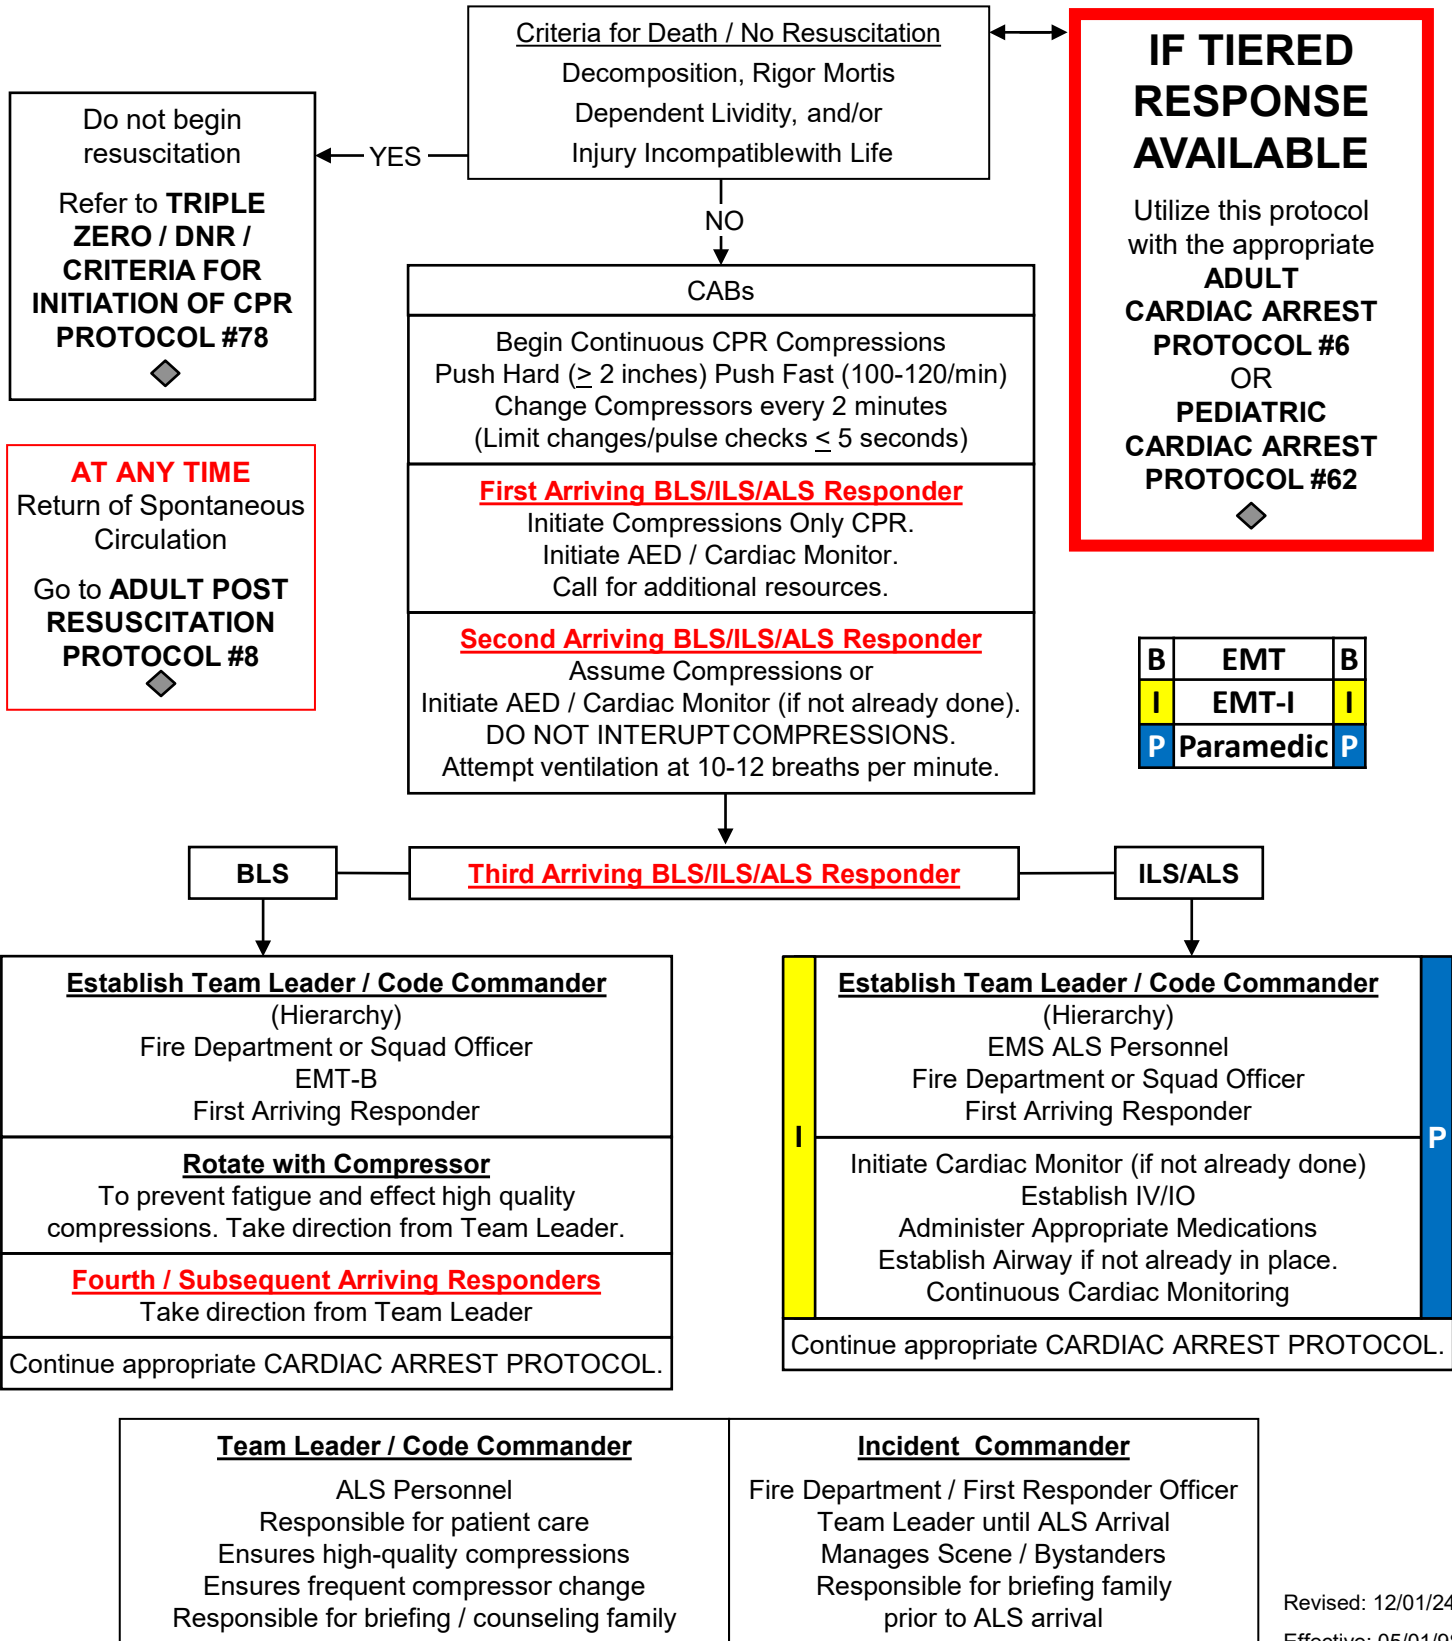 Criteria for Death / No Resuscitation
Decomposition, Rigor Mortis
Dependent Lividity, and/or
Injury Incompatiblewith Life
IF TIERED
RESPONSE
AVAILABLE
Utilize this protocol
with the appropriate
ADULT
CARDIAC ARREST
PROTOCOL #6
OR
PEDIATRIC
CARDIAC ARREST
PROTOCOL #62
YES
Do not begin
resuscitation
Refer to TRIPLE
ZERO / DNR /
CRITERIA FOR
INITIATION OF CPR
PROTOCOL #78
NO
CABs
Begin Continuous CPR Compressions
Push Hard (≥ 2 inches) Push Fast (100-120/min)
Change Compressors every 2 minutes
(Limit changes/pulse checks ≤ 5 seconds)
AT ANY TIME
Return of Spontaneous
Circulation
Go to ADULT POST
RESUSCITATION
PROTOCOL #8
First Arriving BLS/ILS/ALS Responder
Initiate Compressions Only CPR.
Initiate AED / Cardiac Monitor.
Call for additional resources.
Second Arriving BLS/ILS/ALS Responder
Assume Compressions or
Initiate AED / Cardiac Monitor (if not already done).
DO NOT INTERUPT COMPRESSIONS.
Attempt ventilation at 10-12 breaths per minute.
B EMT B
I EMT-I I
P Paramedic P
BLS
Third Arriving BLS/ILS/ALS Responder
ILS/ALS
Establish Team Leader / Code Commander
(Hierarchy)
Fire Department or Squad Officer
EMT-B
First Arriving Responder
Rotate with Compressor
To prevent fatigue and effect high quality
compressions. Take direction from Team Leader.
Fourth / Subsequent Arriving Responders
Take direction from Team Leader
Continue appropriate CARDIAC ARREST PROTOCOL.
Establish Team Leader / Code Commander
(Hierarchy)
EMS ALS Personnel
Fire Department or Squad Officer
First Arriving Responder
I
P
Initiate Cardiac Monitor (if not already done)
Establish IV/IO
Administer Appropriate Medications
Establish Airway if not already in place.
Continuous Cardiac Monitoring
Continue appropriate CARDIAC ARREST PROTOCOL.
Team Leader / Code Commander
ALS Personnel
Responsible for patient care
Ensures high-quality compressions
Ensures frequent compressor change
Responsible for briefing / counseling family
Incident Commander
Fire Department / First Responder Officer
Team Leader until ALS Arrival
Manages Scene / Bystanders
Responsible for briefing family
prior to ALS arrival
Revised: 12/01/24